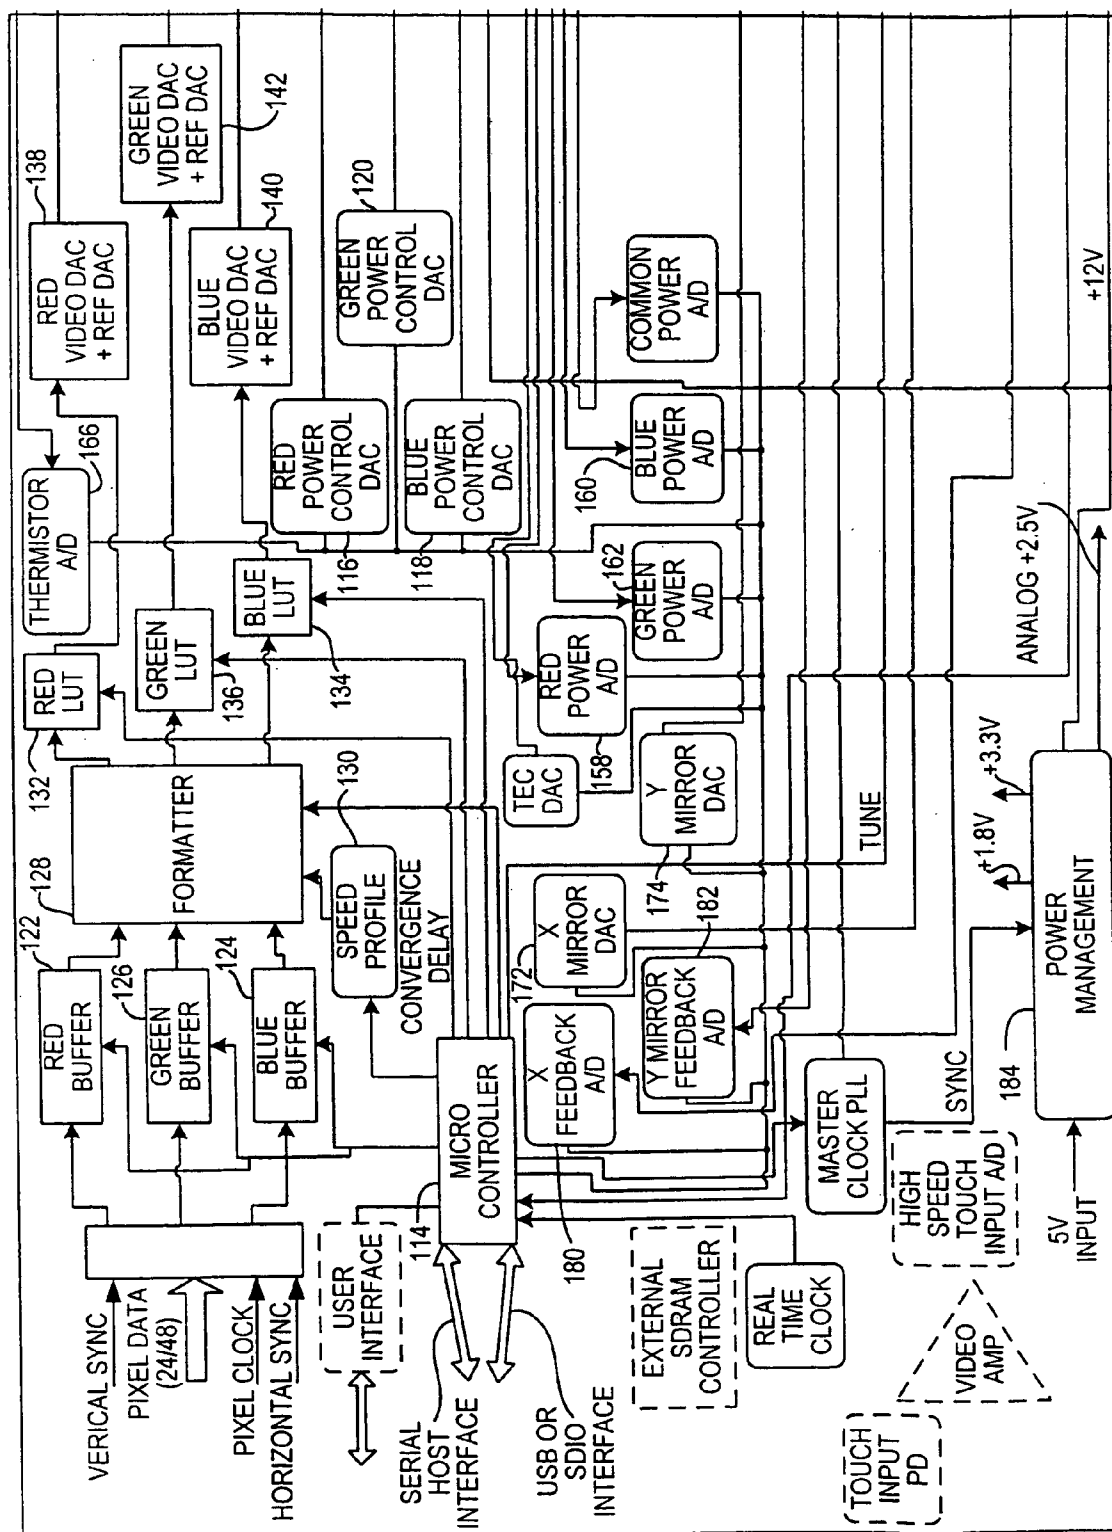 VERICAL SYNC
PIXEL DATA
(24/48)
PIXEL CLOCK
HORIZONTAL SYNC
RED
BUFFER
122
GREEN
BUFFER
126
BLUE
BUFFER
124
FORMATTER
128
SPEED
PROFILE
130
CONVERGENCE
DELAY
RED
LUT
132
GREEN
LUT
136
BLUE
LUT
134
THERMISTOR
A/D
166
RED
VIDEO DAC
+ REF DAC
138
GREEN
VIDEO DAC
+ REF DAC
142
BLUE
VIDEO DAC
+ REF DAC
140
RED
POWER
CONTROL
DAC
116
GREEN
POWER
CONTROL
DAC
120
BLUE
POWER
CONTROL
DAC
118
USER
INTERFACE
SERIAL
HOST
INTERFACE
USB OR
SDIO
INTERFACE
MICRO
CONTROLLER
114
TEC
DAC
RED
POWER
A/D
158
GREEN
POWER
A/D
162
BLUE
POWER
A/D
160
COMMON
POWER
A/D
X
FEEDBACK
A/D
180
X
MIRROR
DAC
172
Y MIRROR
FEEDBACK
A/D
182
Y
MIRROR
DAC
174
EXTERNAL
SDRAM
CONTROLLER
REAL
TIME
CLOCK
MASTER
CLOCK PLL
TUNE
SYNC
TOUCH
INPUT
PD
VIDEO
AMP
HIGH
SPEED
TOUCH
INPUT A/D
5V
INPUT
POWER
MANAGEMENT
184
+1.8V
+3.3V
ANALOG +2.5V
+12V